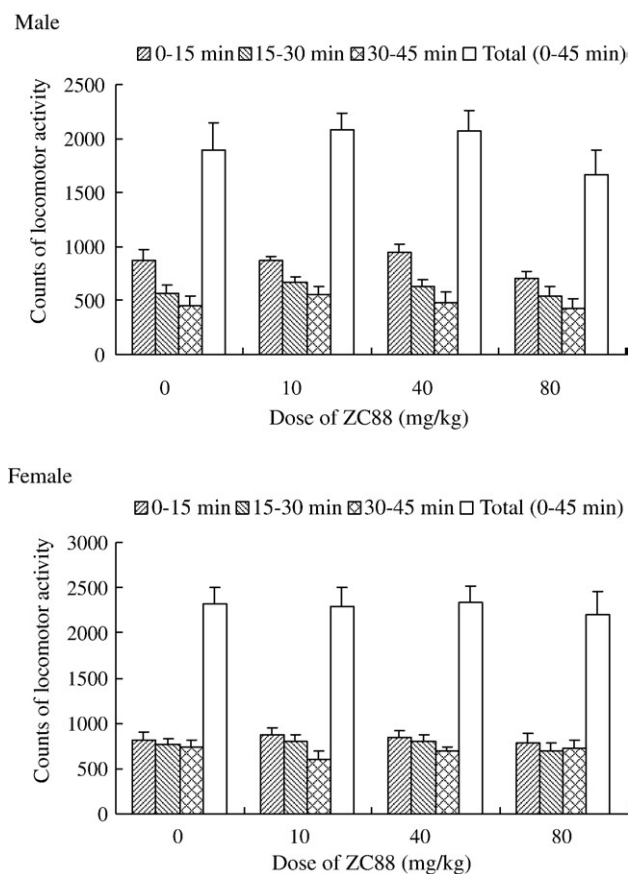 Male
0-15 min 15-30 min 30-45 min Total (0-45 min)
2500
2000
1500
1000
500
0
Counts of locomotor activity
0 10 40 80
Dose of ZC88 (mg/kg)
Female
0-15 min 15-30 min 30-45 min Total (0-45 min)
3000
2500
2000
1500
1000
500
0
Counts of locomotor activity
0 10 40 80
Dose of ZC88 (mg/kg)